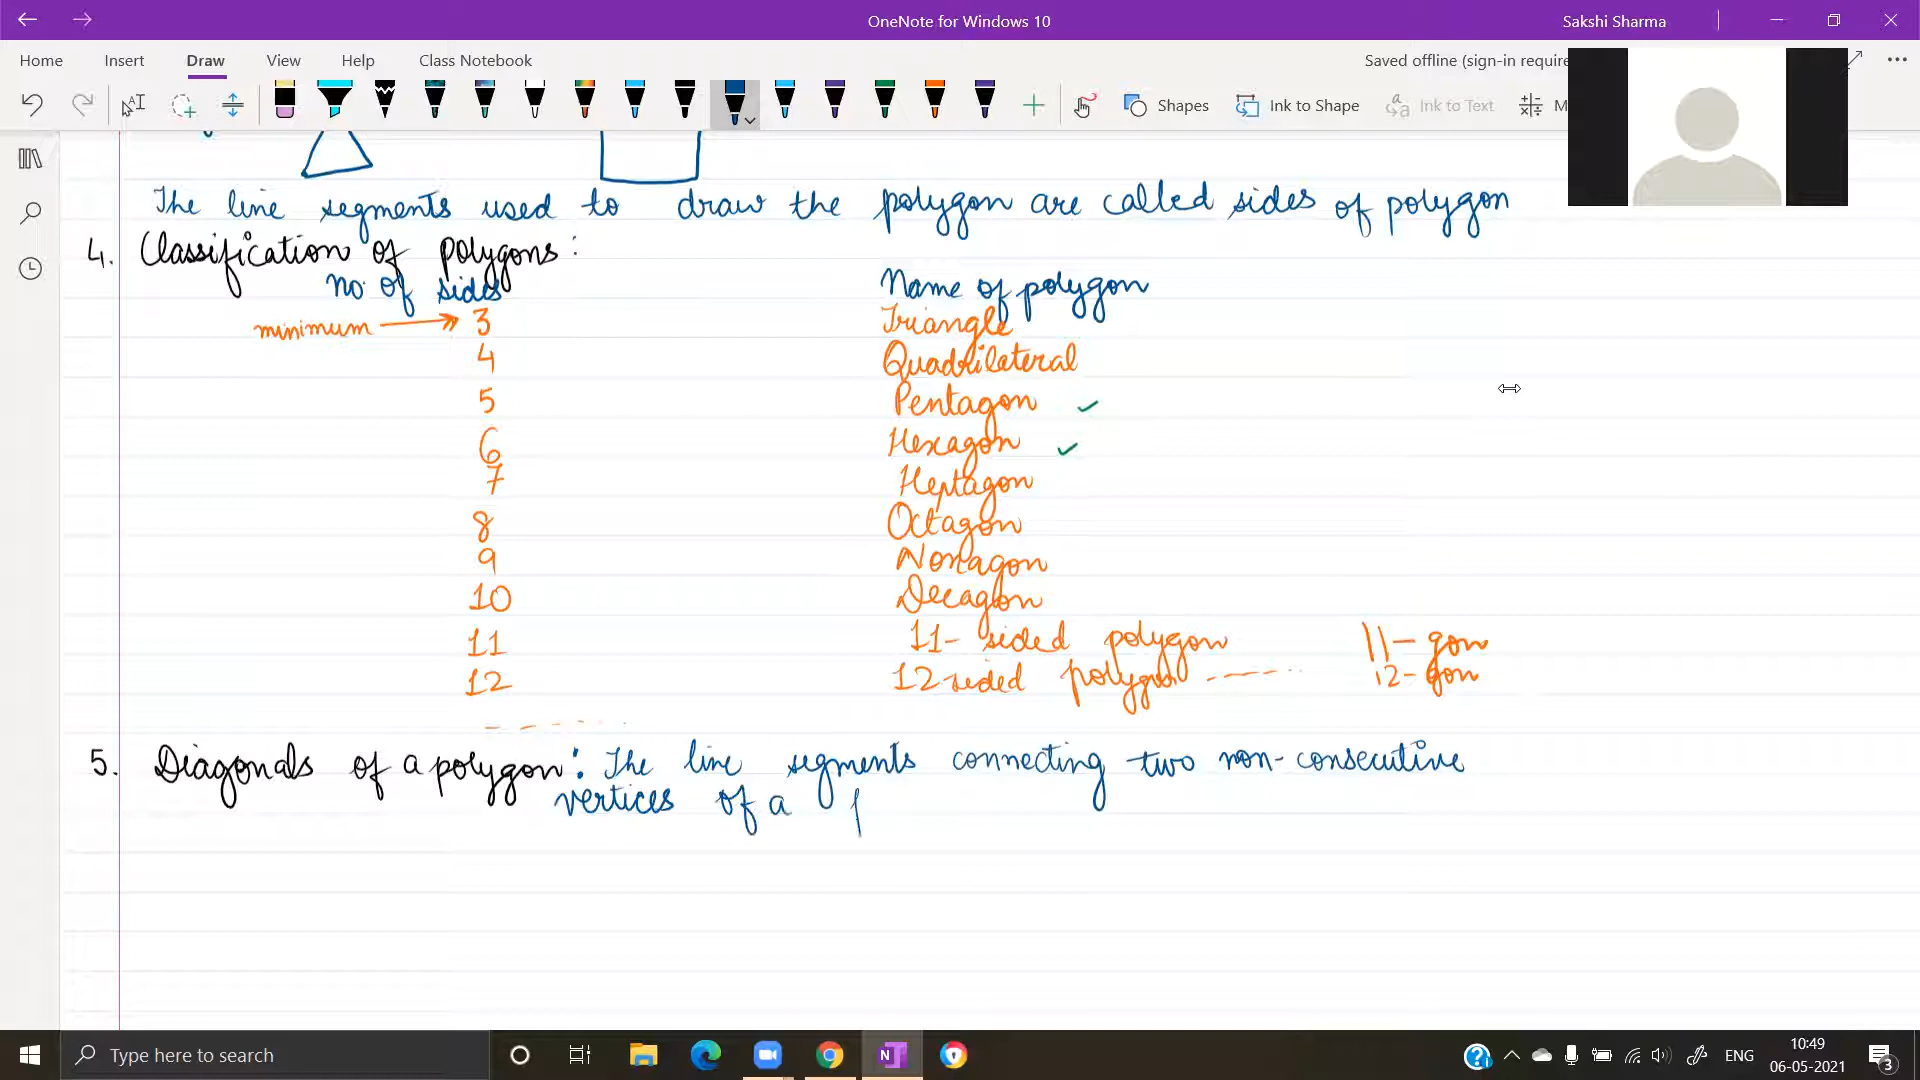 OneNote for Windows 10
Sakshi Sharma
Home Insert Draw View Help Class Notebook
Saved offline (sign-in require
Shapes Ink to Shape Ink to Text M
The line segments used to draw the polygon are called sides of polygon
4. Classification of polygons:
no. of sides Name of polygon
minimum → 3 Triangle
4 Quadrilateral
5 Pentagon ✓
6 Hexagon ✓
7 Heptagon
8 Octagon
9 Nonagon
10 Decagon
11 11- sided polygon 11- gon
12 12 sided polygon ------ 12- gon
5. Diagonals of a polygon: The line segments connecting two non-consecutive
vertices of a
Type here to search
ENG
10:49
06-05-2021
3